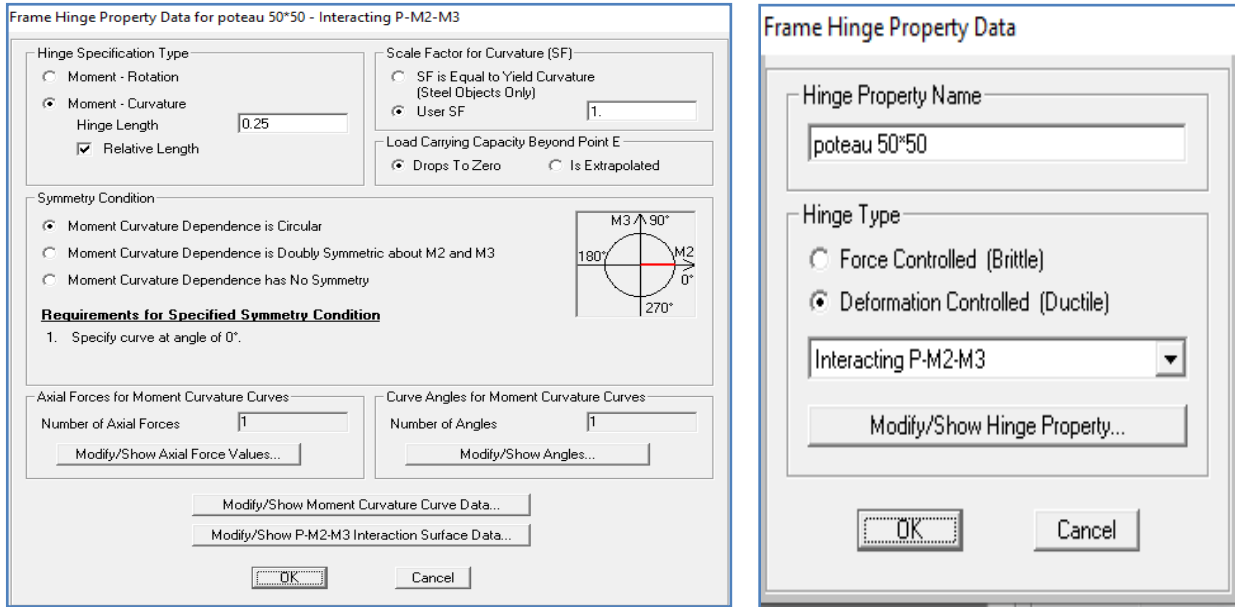 Frame Hinge Property Data for poteau 50*50 - Interacting P-M2-M3
Hinge Specification Type
Moment - Rotation
Moment - Curvature
Hinge Length 0.25
Relative Length
Scale Factor for Curvature (SF)
SF is Equal to Yield Curvature
(Steel Objects Only)
User SF 1.
Load Carrying Capacity Beyond Point E
Drops To Zero Is Extrapolated
Symmetry Condition
Moment Curvature Dependence is Circular
Moment Curvature Dependence is Doubly Symmetric about M2 and M3
Moment Curvature Dependence has No Symmetry
Requirements for Specified Symmetry Condition
1. Specify curve at angle of 0°.
M3 90°
180° M2
0°
270°
Axial Forces for Moment Curvature Curves
Number of Axial Forces 1
Modify/Show Axial Force Values...
Curve Angles for Moment Curvature Curves
Number of Angles 1
Modify/Show Angles...
Modify/Show Moment Curvature Curve Data...
Modify/Show P-M2-M3 Interaction Surface Data...
OK Cancel
Frame Hinge Property Data
Hinge Property Name
poteau 50*50
Hinge Type
Force Controlled (Brittle)
Deformation Controlled (Ductile)
Interacting P-M2-M3
Modify/Show Hinge Property...
OK Cancel